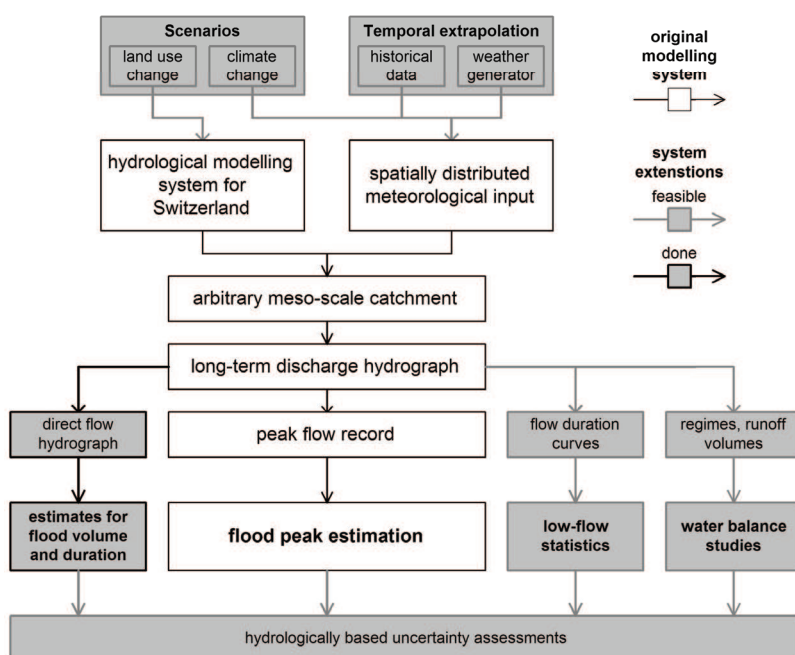 Scenarios
land use
change
climate
change
Temporal extrapolation
historical
data
weather
generator
original
modelling
system
hydrological modelling
system for
Switzerland
spatially distributed
meteorological input
system
extenstions
feasible
done
arbitrary meso-scale catchment
long-term discharge hydrograph
direct flow
hydrograph
peak flow record
flow duration
curves
regimes, runoff
volumes
estimates for
flood volume
and duration
flood peak estimation
low-flow
statistics
water balance
studies
hydrologically based uncertainty assessments